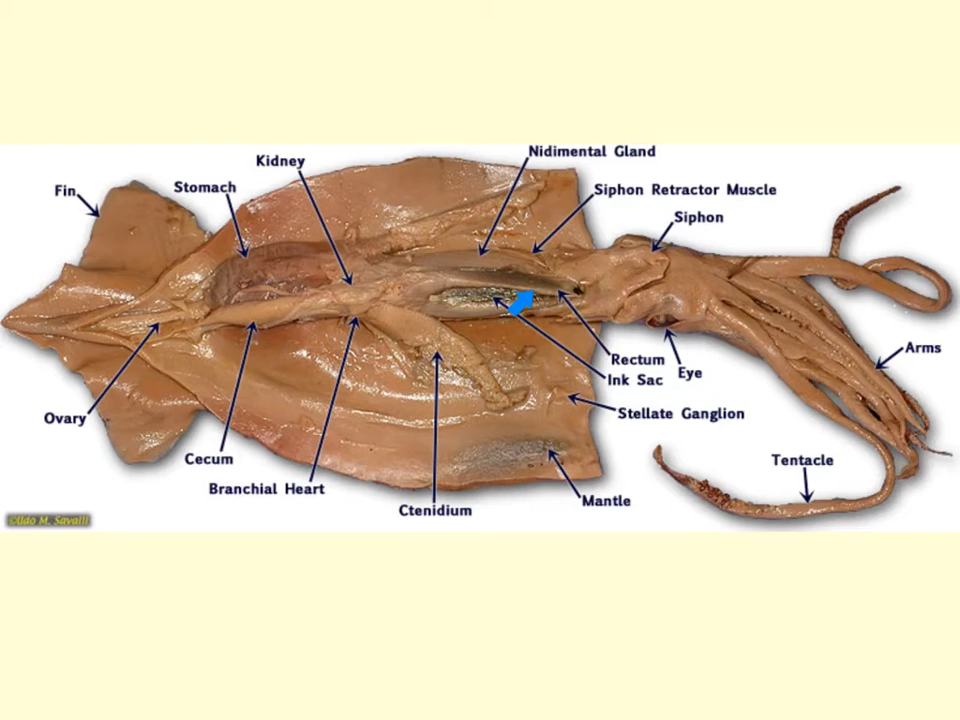 Nidimental Gland
Kidney
Stomach
Fin
Siphon Retractor Muscle
Siphon
Arms
Rectum
Ink Sac
Eye
Stellate Ganglion
Ovary
Cecum
Tentacle
Branchial Heart
Mantle
Ctenidium
©Udo M. Savalli